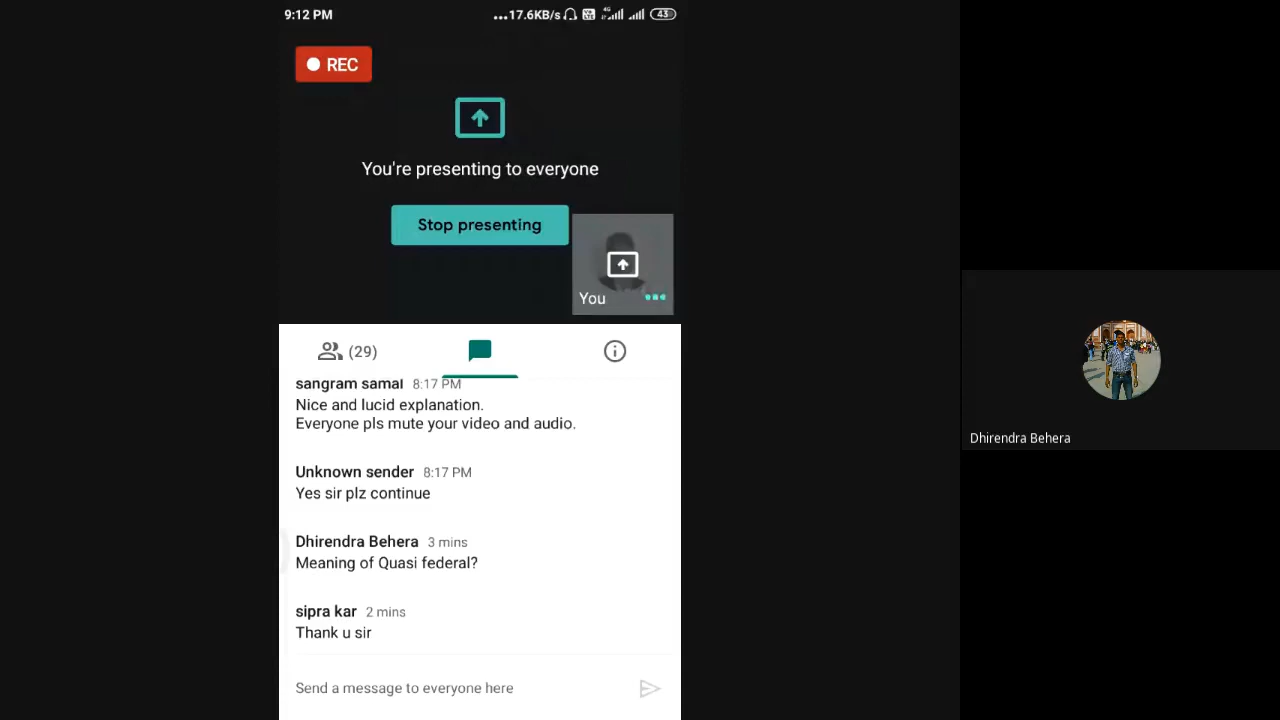 9:12 PM
...17.6KB/s 4G 43
REC
You're presenting to everyone
Stop presenting
You
(29)
sangram samal 8:17 PM
Nice and lucid explanation.
Everyone pls mute your video and audio.
Unknown sender 8:17 PM
Yes sir plz continue
Dhirendra Behera 3 mins
Meaning of Quasi federal?
sipra kar 2 mins
Thank u sir
Send a message to everyone here
Dhirendra Behera